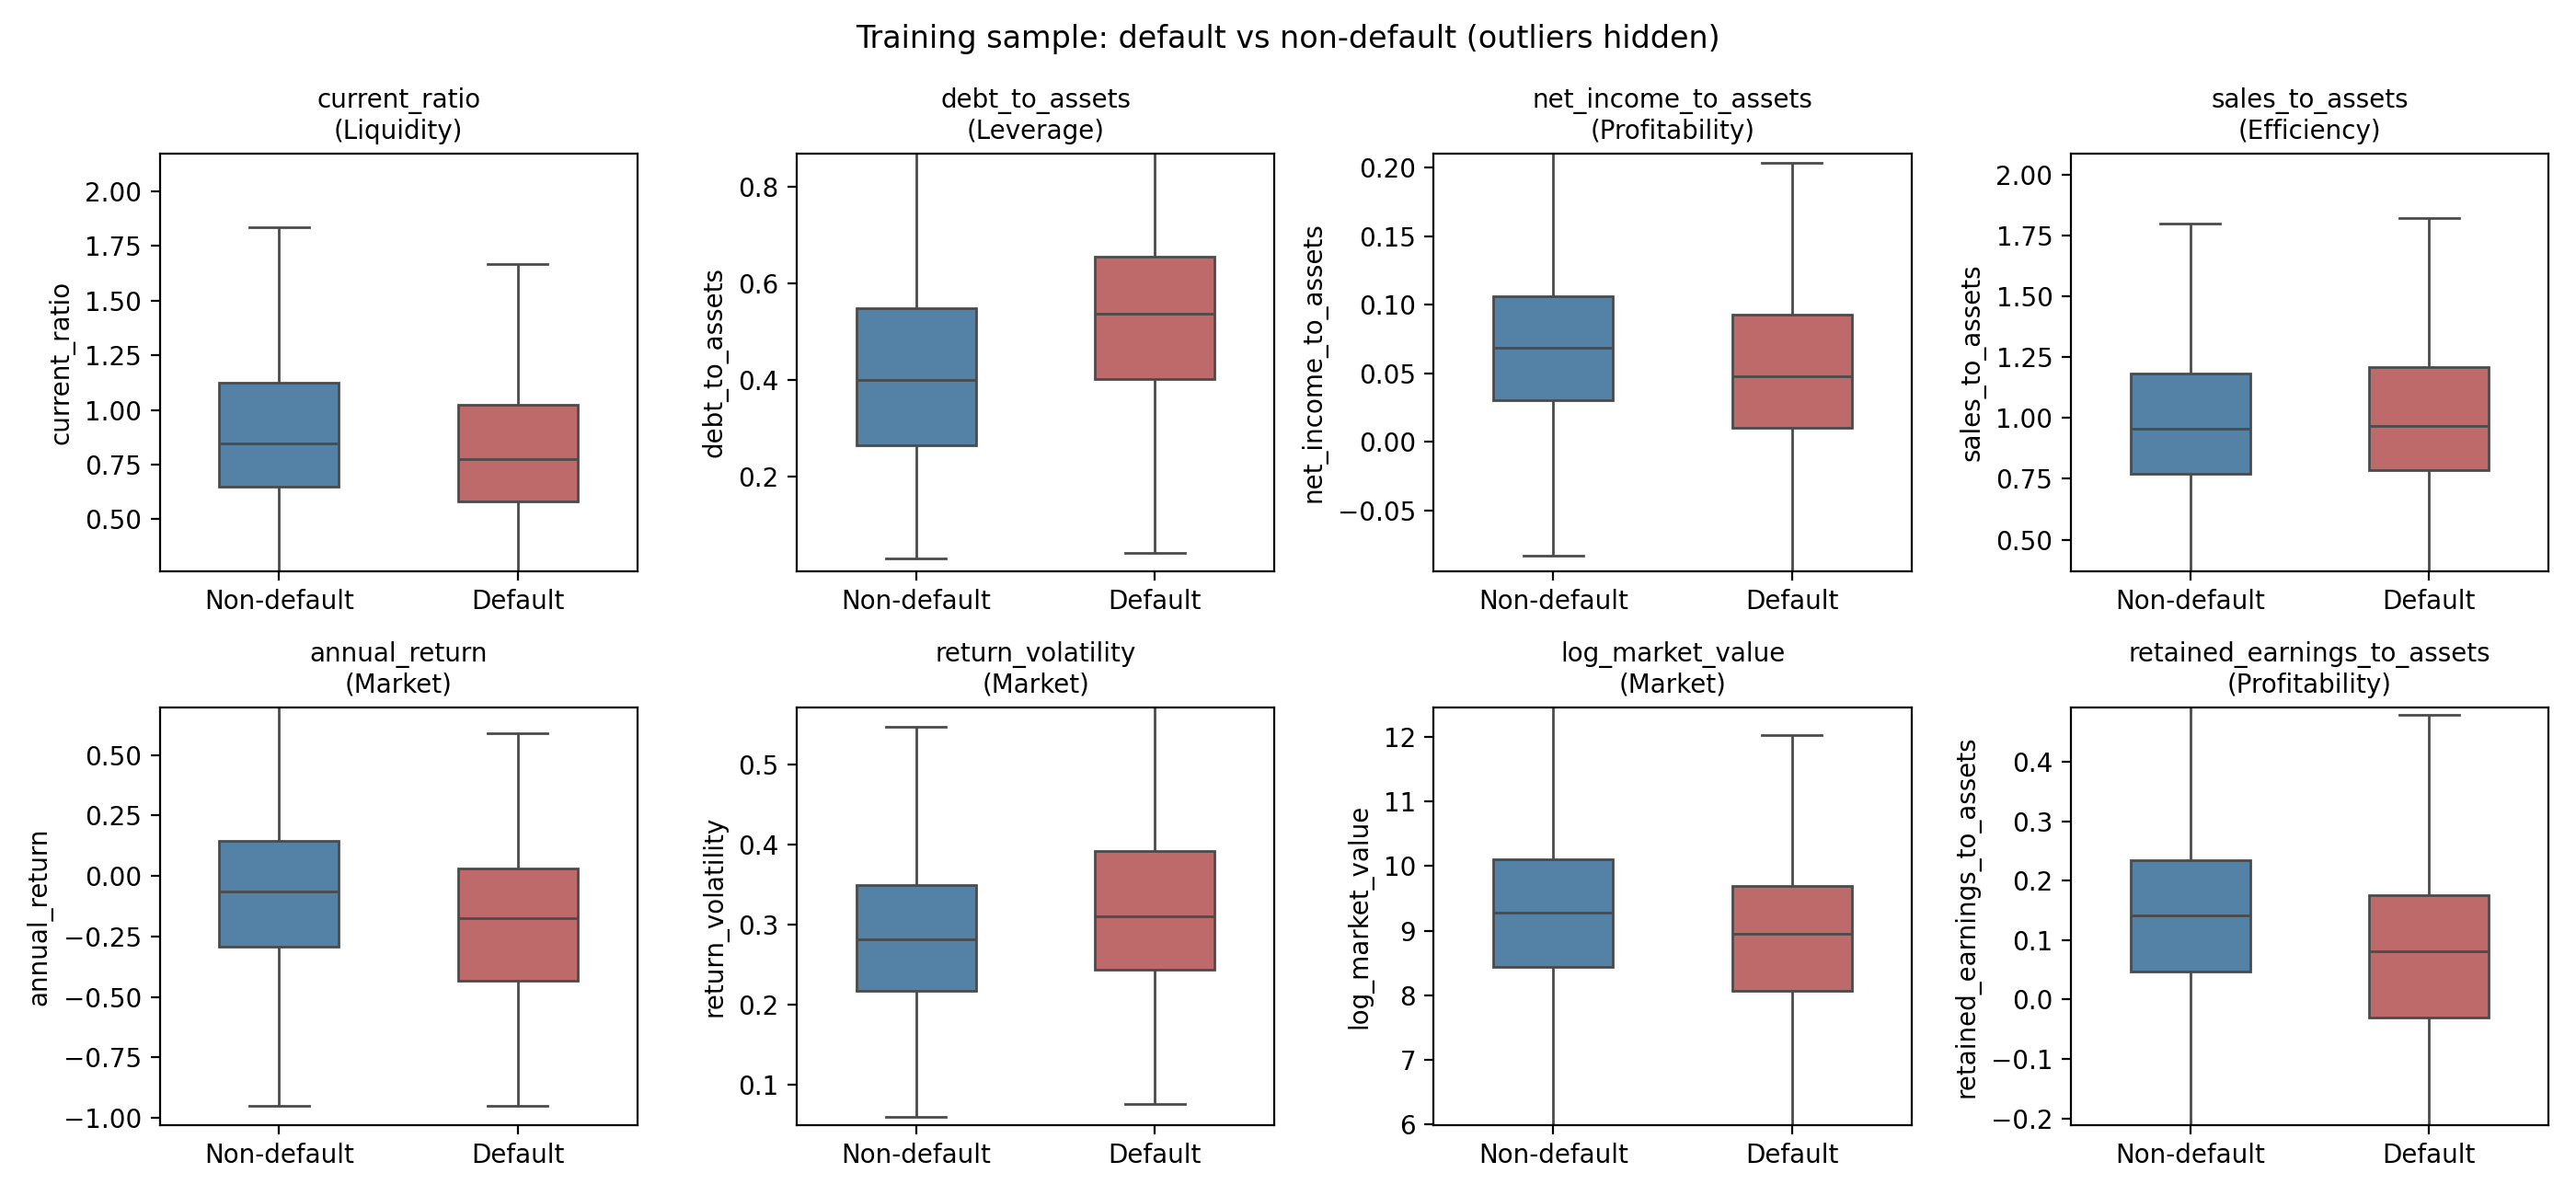 Training sample: default vs non-default (outliers hidden)
current_ratio
(Liquidity)
current_ratio
2.00
1.75
1.50
1.25
1.00
0.75
0.50
Non-default
Default
debt_to_assets
(Leverage)
debt_to_assets
0.8
0.6
0.4
0.2
Non-default
Default
net_income_to_assets
(Profitability)
net_income_to_assets
0.20
0.15
0.10
0.05
0.00
−0.05
Non-default
Default
sales_to_assets
(Efficiency)
sales_to_assets
2.00
1.75
1.50
1.25
1.00
0.75
0.50
Non-default
Default
annual_return
(Market)
annual_return
0.50
0.25
0.00
−0.25
−0.50
−0.75
−1.00
Non-default
Default
return_volatility
(Market)
return_volatility
0.5
0.4
0.3
0.2
0.1
Non-default
Default
log_market_value
(Market)
log_market_value
12
11
10
9
8
7
6
Non-default
Default
retained_earnings_to_assets
(Profitability)
retained_earnings_to_assets
0.4
0.3
0.2
0.1
0.0
−0.1
−0.2
Non-default
Default